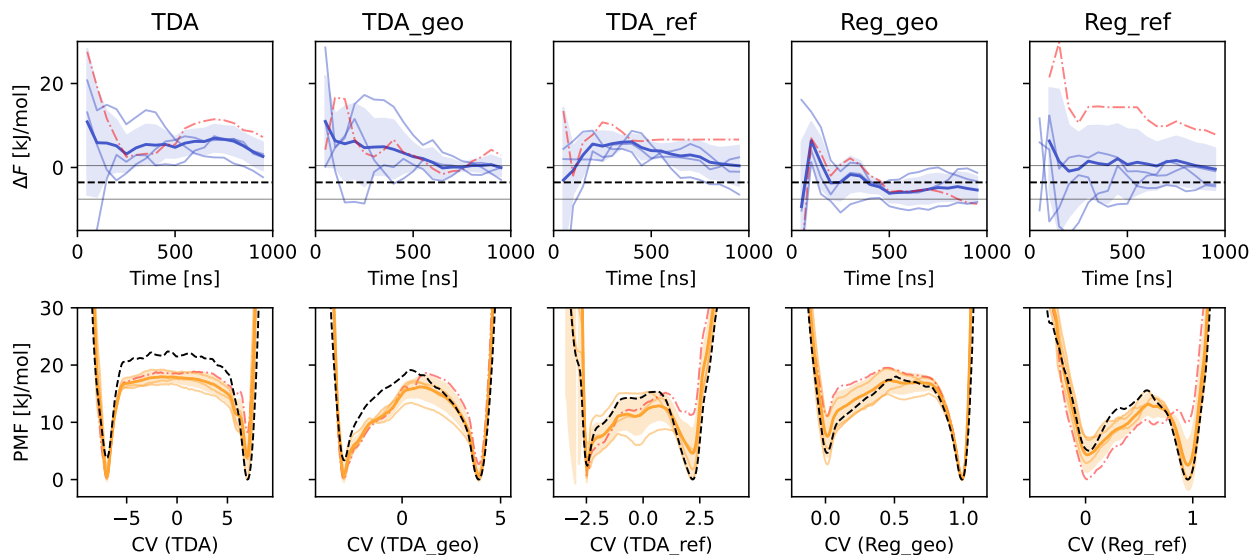 TDA TDA_geo TDA_ref Reg_geo Reg_ref
ΔF [kJ/mol]
20
0
0 500 1000 0 500 1000 0 500 1000 0 500 1000 0 500 1000
Time [ns] Time [ns] Time [ns] Time [ns] Time [ns]
PMF [kJ/mol]
30
20
10
0
−5 0 5 0 5 −2.5 0.0 2.5 0.0 0.5 1.0 0 1
CV (TDA) CV (TDA_geo) CV (TDA_ref) CV (Reg_geo) CV (Reg_ref)